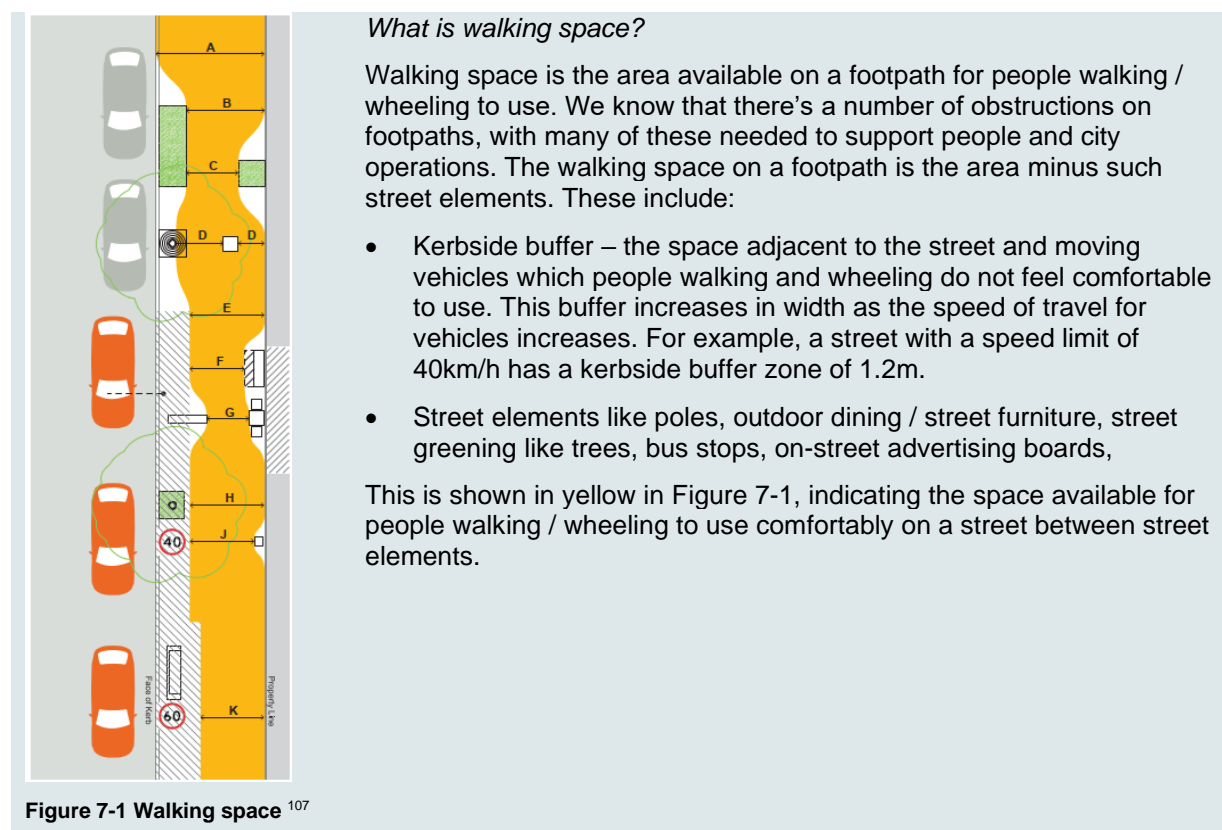 What is walking space?
Walking space is the area available on a footpath for people walking /
wheeling to use. We know that there's a number of obstructions on
footpaths, with many of these needed to support people and city
operations. The walking space on a footpath is the area minus such
street elements. These include:
• Kerbside buffer – the space adjacent to the street and moving
vehicles which people walking and wheeling do not feel comfortable
to use. This buffer increases in width as the speed of travel for
vehicles increases. For example, a street with a speed limit of
40km/h has a kerbside buffer zone of 1.2m.
• Street elements like poles, outdoor dining / street furniture, street
greening like trees, bus stops, on-street advertising boards,
This is shown in yellow in Figure 7-1, indicating the space available for
people walking / wheeling to use comfortably on a street between street
elements.
A
B
C
D D
E
F
G
H
J
40
Face of Kerb
Property Line
60
K
Figure 7-1 Walking space 107